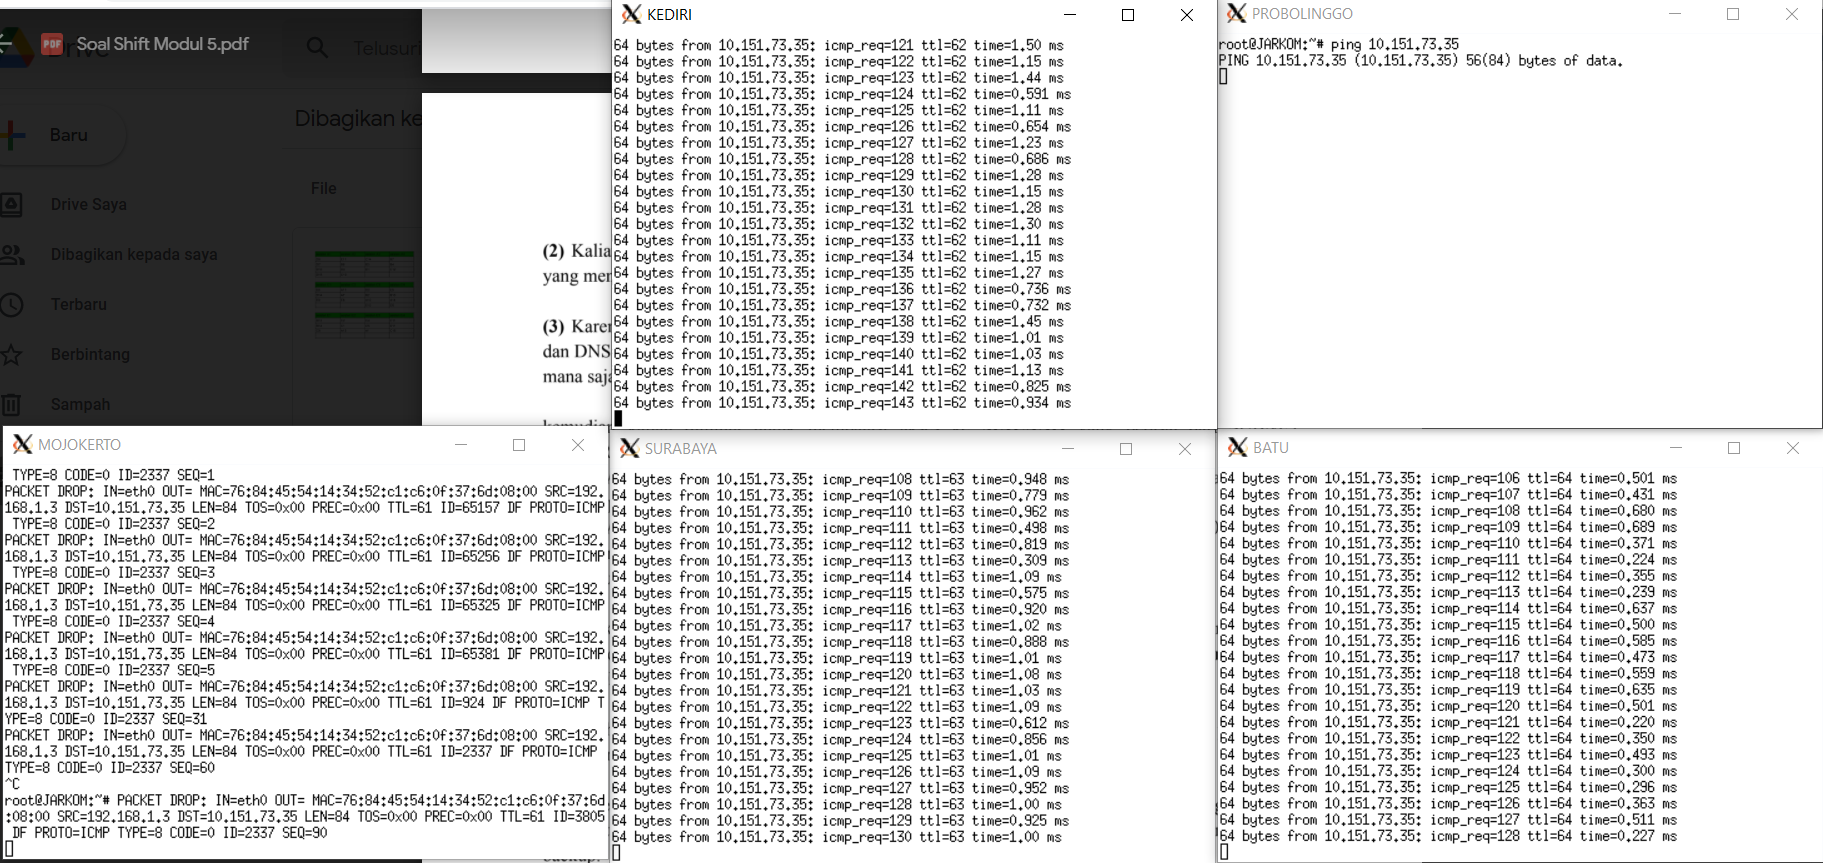 Soal Shift Modul 5.pdf
Telusuri
Baru
Dibagikan ke
File
Drive Saya
Dibagikan kepada saya
Terbaru
Berbintang
Sampah
(2) Kalia
yang mer
(3) Karer
dan DNS
mana saja
KEDIRI
64 bytes from 10.151.73.35: icmp_req=121 ttl=62 time=1.50 ms
64 bytes from 10.151.73.35: icmp_req=122 ttl=62 time=1.15 ms
64 bytes from 10.151.73.35: icmp_req=123 ttl=62 time=1.44 ms
64 bytes from 10.151.73.35: icmp_req=124 ttl=62 time=0.591 ms
64 bytes from 10.151.73.35: icmp_req=125 ttl=62 time=1.11 ms
64 bytes from 10.151.73.35: icmp_req=126 ttl=62 time=0.654 ms
64 bytes from 10.151.73.35: icmp_req=127 ttl=62 time=1.23 ms
64 bytes from 10.151.73.35: icmp_req=128 ttl=62 time=0.686 ms
64 bytes from 10.151.73.35: icmp_req=129 ttl=62 time=1.28 ms
64 bytes from 10.151.73.35: icmp_req=130 ttl=62 time=1.15 ms
64 bytes from 10.151.73.35: icmp_req=131 ttl=62 time=1.28 ms
64 bytes from 10.151.73.35: icmp_req=132 ttl=62 time=1.30 ms
64 bytes from 10.151.73.35: icmp_req=133 ttl=62 time=1.11 ms
64 bytes from 10.151.73.35: icmp_req=134 ttl=62 time=1.15 ms
64 bytes from 10.151.73.35: icmp_req=135 ttl=62 time=1.27 ms
64 bytes from 10.151.73.35: icmp_req=136 ttl=62 time=0.736 ms
64 bytes from 10.151.73.35: icmp_req=137 ttl=62 time=0.732 ms
64 bytes from 10.151.73.35: icmp_req=138 ttl=62 time=1.45 ms
64 bytes from 10.151.73.35: icmp_req=139 ttl=62 time=1.01 ms
64 bytes from 10.151.73.35: icmp_req=140 ttl=62 time=1.03 ms
64 bytes from 10.151.73.35: icmp_req=141 ttl=62 time=1.13 ms
64 bytes from 10.151.73.35: icmp_req=142 ttl=62 time=0.825 ms
64 bytes from 10.151.73.35: icmp_req=143 ttl=62 time=0.934 ms
PROBOLINGGO
root@JARKOM:~# ping 10.151.73.35
PING 10.151.73.35 (10.151.73.35) 56(84) bytes of data.
MOJOKERTO
TYPE=8 CODE=0 ID=2337 SEQ=1
PACKET DROP: IN=eth0 OUT= MAC=76:84:45:54:14:34:52:c1:c6:0f:37:6d:08:00 SRC=192.
168.1.3 DST=10.151.73.35 LEN=84 TOS=0x00 PREC=0x00 TTL=61 ID=65157 DF PROTO=ICMP
TYPE=8 CODE=0 ID=2337 SEQ=2
PACKET DROP: IN=eth0 OUT= MAC=76:84:45:54:14:34:52:c1:c6:0f:37:6d:08:00 SRC=192.
168.1.3 DST=10.151.73.35 LEN=84 TOS=0x00 PREC=0x00 TTL=61 ID=65256 DF PROTO=ICMP
TYPE=8 CODE=0 ID=2337 SEQ=3
PACKET DROP: IN=eth0 OUT= MAC=76:84:45:54:14:34:52:c1:c6:0f:37:6d:08:00 SRC=192.
168.1.3 DST=10.151.73.35 LEN=84 TOS=0x00 PREC=0x00 TTL=61 ID=65325 DF PROTO=ICMP
TYPE=8 CODE=0 ID=2337 SEQ=4
PACKET DROP: IN=eth0 OUT= MAC=76:84:45:54:14:34:52:c1:c6:0f:37:6d:08:00 SRC=192.
168.1.3 DST=10.151.73.35 LEN=84 TOS=0x00 PREC=0x00 TTL=61 ID=65381 DF PROTO=ICMP
TYPE=8 CODE=0 ID=2337 SEQ=5
PACKET DROP: IN=eth0 OUT= MAC=76:84:45:54:14:34:52:c1:c6:0f:37:6d:08:00 SRC=192.
168.1.3 DST=10.151.73.35 LEN=84 TOS=0x00 PREC=0x00 TTL=61 ID=924 DF PROTO=ICMP T
YPE=8 CODE=0 ID=2337 SEQ=31
PACKET DROP: IN=eth0 OUT= MAC=76:84:45:54:14:34:52:c1:c6:0f:37:6d:08:00 SRC=192.
168.1.3 DST=10.151.73.35 LEN=84 TOS=0x00 PREC=0x00 TTL=61 ID=2337 DF PROTO=ICMP
TYPE=8 CODE=0 ID=2337 SEQ=60
^C
root@JARKOM:~# PACKET DROP: IN=eth0 OUT= MAC=76:84:45:54:14:34:52:c1:c6:0f:37:6d
:08:00 SRC=192.168.1.3 DST=10.151.73.35 LEN=84 TOS=0x00 PREC=0x00 TTL=61 ID=3805
DF PROTO=ICMP TYPE=8 CODE=0 ID=2337 SEQ=90
SURABAYA
64 bytes from 10.151.73.35: icmp_req=108 ttl=63 time=0.948 ms
64 bytes from 10.151.73.35: icmp_req=109 ttl=63 time=0.779 ms
64 bytes from 10.151.73.35: icmp_req=110 ttl=63 time=0.962 ms
64 bytes from 10.151.73.35: icmp_req=111 ttl=63 time=0.498 ms
64 bytes from 10.151.73.35: icmp_req=112 ttl=63 time=0.819 ms
64 bytes from 10.151.73.35: icmp_req=113 ttl=63 time=0.309 ms
64 bytes from 10.151.73.35: icmp_req=114 ttl=63 time=1.09 ms
64 bytes from 10.151.73.35: icmp_req=115 ttl=63 time=0.575 ms
64 bytes from 10.151.73.35: icmp_req=116 ttl=63 time=0.920 ms
64 bytes from 10.151.73.35: icmp_req=117 ttl=63 time=1.02 ms
64 bytes from 10.151.73.35: icmp_req=118 ttl=63 time=0.888 ms
64 bytes from 10.151.73.35: icmp_req=119 ttl=63 time=1.01 ms
64 bytes from 10.151.73.35: icmp_req=120 ttl=63 time=1.08 ms
64 bytes from 10.151.73.35: icmp_req=121 ttl=63 time=1.03 ms
64 bytes from 10.151.73.35: icmp_req=122 ttl=63 time=1.09 ms
64 bytes from 10.151.73.35: icmp_req=123 ttl=63 time=0.612 ms
64 bytes from 10.151.73.35: icmp_req=124 ttl=63 time=0.856 ms
64 bytes from 10.151.73.35: icmp_req=125 ttl=63 time=1.01 ms
64 bytes from 10.151.73.35: icmp_req=126 ttl=63 time=1.09 ms
64 bytes from 10.151.73.35: icmp_req=127 ttl=63 time=0.952 ms
64 bytes from 10.151.73.35: icmp_req=128 ttl=63 time=1.00 ms
64 bytes from 10.151.73.35: icmp_req=129 ttl=63 time=0.925 ms
64 bytes from 10.151.73.35: icmp_req=130 ttl=63 time=1.00 ms
BATU
64 bytes from 10.151.73.35: icmp_req=106 ttl=64 time=0.501 ms
64 bytes from 10.151.73.35: icmp_req=107 ttl=64 time=0.431 ms
64 bytes from 10.151.73.35: icmp_req=108 ttl=64 time=0.680 ms
64 bytes from 10.151.73.35: icmp_req=109 ttl=64 time=0.689 ms
64 bytes from 10.151.73.35: icmp_req=110 ttl=64 time=0.371 ms
64 bytes from 10.151.73.35: icmp_req=111 ttl=64 time=0.224 ms
64 bytes from 10.151.73.35: icmp_req=112 ttl=64 time=0.355 ms
64 bytes from 10.151.73.35: icmp_req=113 ttl=64 time=0.239 ms
64 bytes from 10.151.73.35: icmp_req=114 ttl=64 time=0.637 ms
64 bytes from 10.151.73.35: icmp_req=115 ttl=64 time=0.500 ms
64 bytes from 10.151.73.35: icmp_req=116 ttl=64 time=0.585 ms
64 bytes from 10.151.73.35: icmp_req=117 ttl=64 time=0.473 ms
64 bytes from 10.151.73.35: icmp_req=118 ttl=64 time=0.559 ms
64 bytes from 10.151.73.35: icmp_req=119 ttl=64 time=0.635 ms
64 bytes from 10.151.73.35: icmp_req=120 ttl=64 time=0.501 ms
64 bytes from 10.151.73.35: icmp_req=121 ttl=64 time=0.220 ms
64 bytes from 10.151.73.35: icmp_req=122 ttl=64 time=0.350 ms
64 bytes from 10.151.73.35: icmp_req=123 ttl=64 time=0.493 ms
64 bytes from 10.151.73.35: icmp_req=124 ttl=64 time=0.300 ms
64 bytes from 10.151.73.35: icmp_req=125 ttl=64 time=0.296 ms
64 bytes from 10.151.73.35: icmp_req=126 ttl=64 time=0.363 ms
64 bytes from 10.151.73.35: icmp_req=127 ttl=64 time=0.511 ms
64 bytes from 10.151.73.35: icmp_req=128 ttl=64 time=0.227 ms